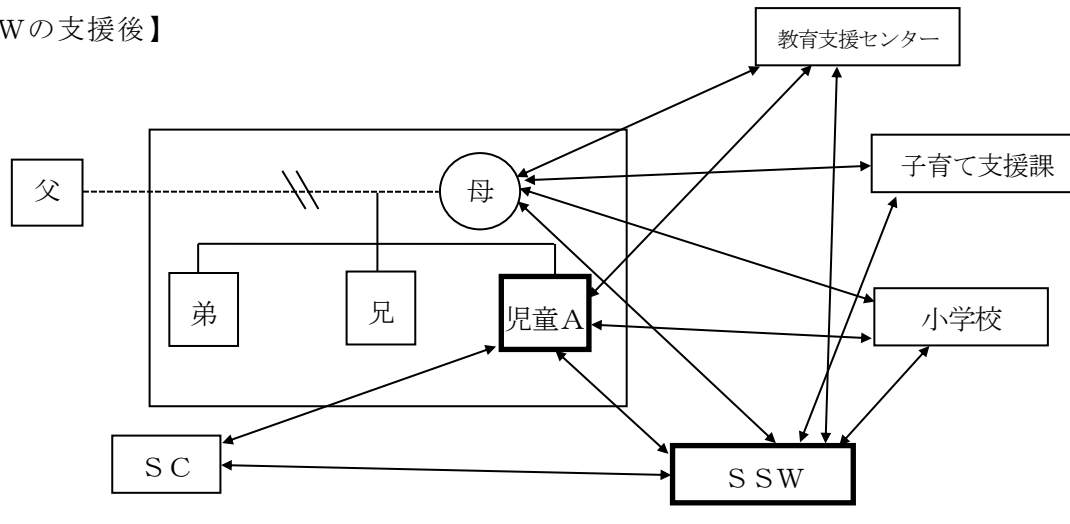 Wの支援後】
教育支援センター
子育て支援課
父
母
弟
兄
児童A
小学校
SC
SSW